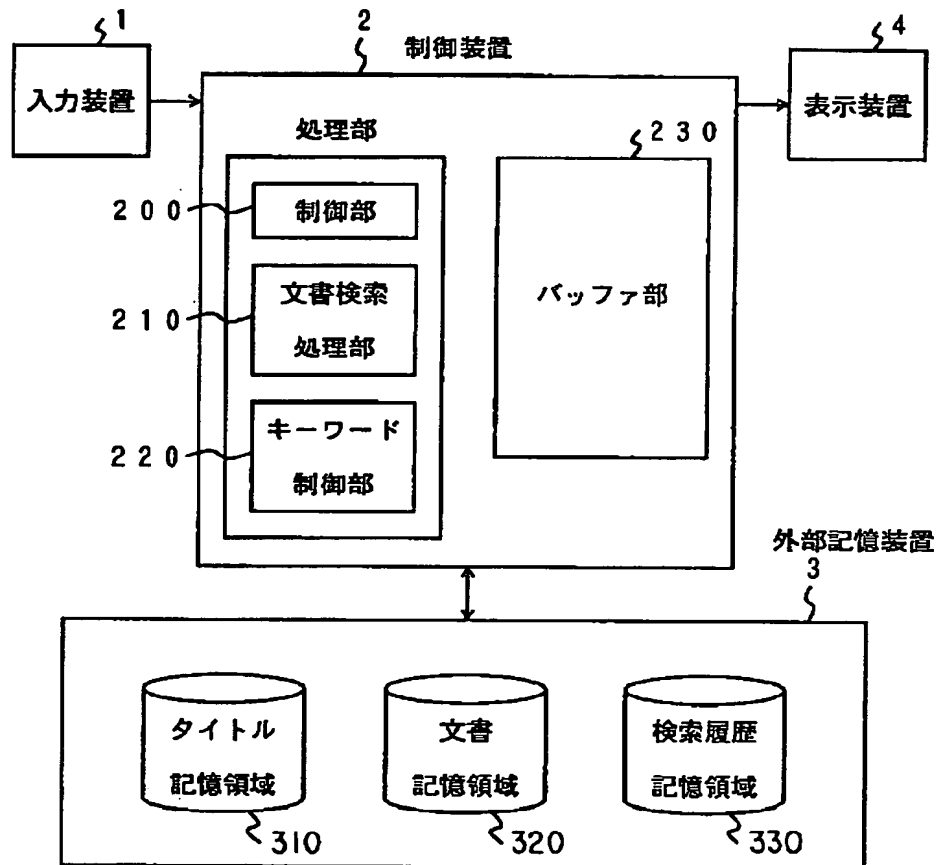 1
入力装置
2
制御装置
4
表示装置
処理部
200
制御部
210
文書検索
処理部
220
キーワード
制御部
230
バッファ部
外部記憶装置
3
タイトル
記憶領域
310
文書
記憶領域
320
検索履歴
記憶領域
330